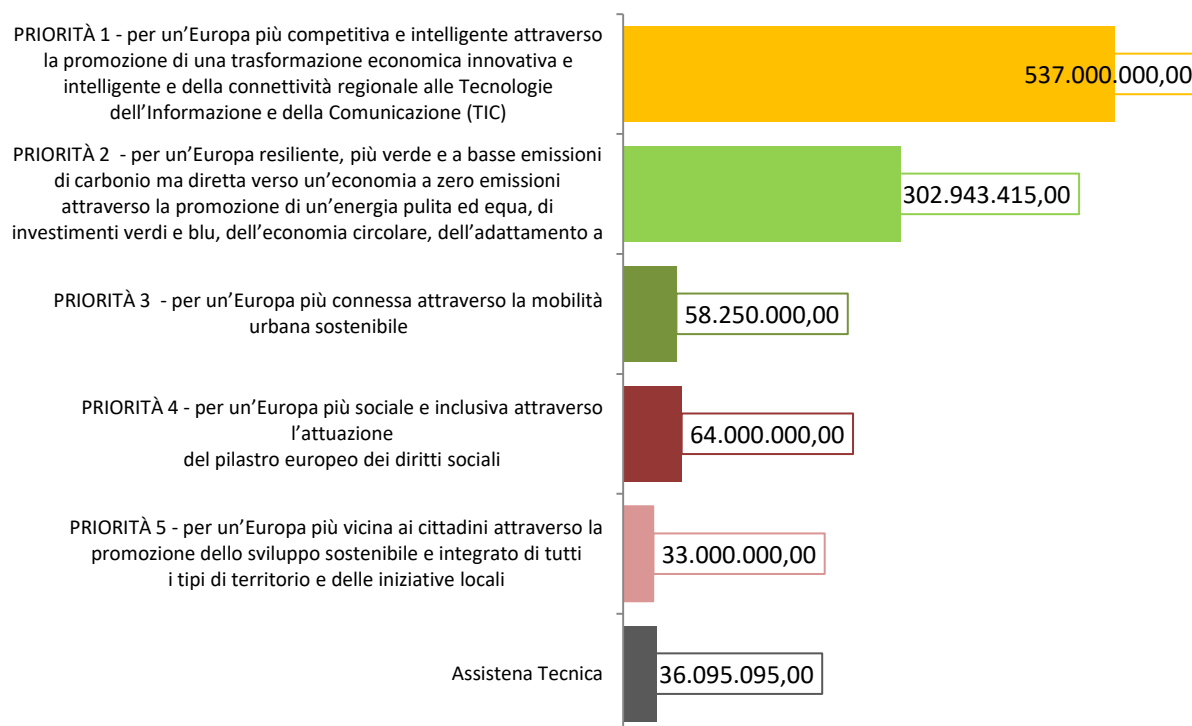 PRIORITÀ 1 - per un’Europa più competitiva e intelligente attraverso
la promozione di una trasformazione economica innovativa e
intelligente e della connettività regionale alle Tecnologie
dell’Informazione e della Comunicazione (TIC)
537.000.000,00
PRIORITÀ 2  - per un’Europa resiliente, più verde e a basse emissioni
di carbonio ma diretta verso un’economia a zero emissioni
attraverso la promozione di un’energia pulita ed equa, di
investimenti verdi e blu, dell’economia circolare, dell’adattamento a
302.943.415,00
PRIORITÀ 3  - per un’Europa più connessa attraverso la mobilità
urbana sostenibile
58.250.000,00
PRIORITÀ 4 - per un’Europa più sociale e inclusiva attraverso
l’attuazione
del pilastro europeo dei diritti sociali
64.000.000,00
PRIORITÀ 5 - per un’Europa più vicina ai cittadini attraverso la
promozione dello sviluppo sostenibile e integrato di tutti
i tipi di territorio e delle iniziative locali
33.000.000,00
Assistena Tecnica
36.095.095,00